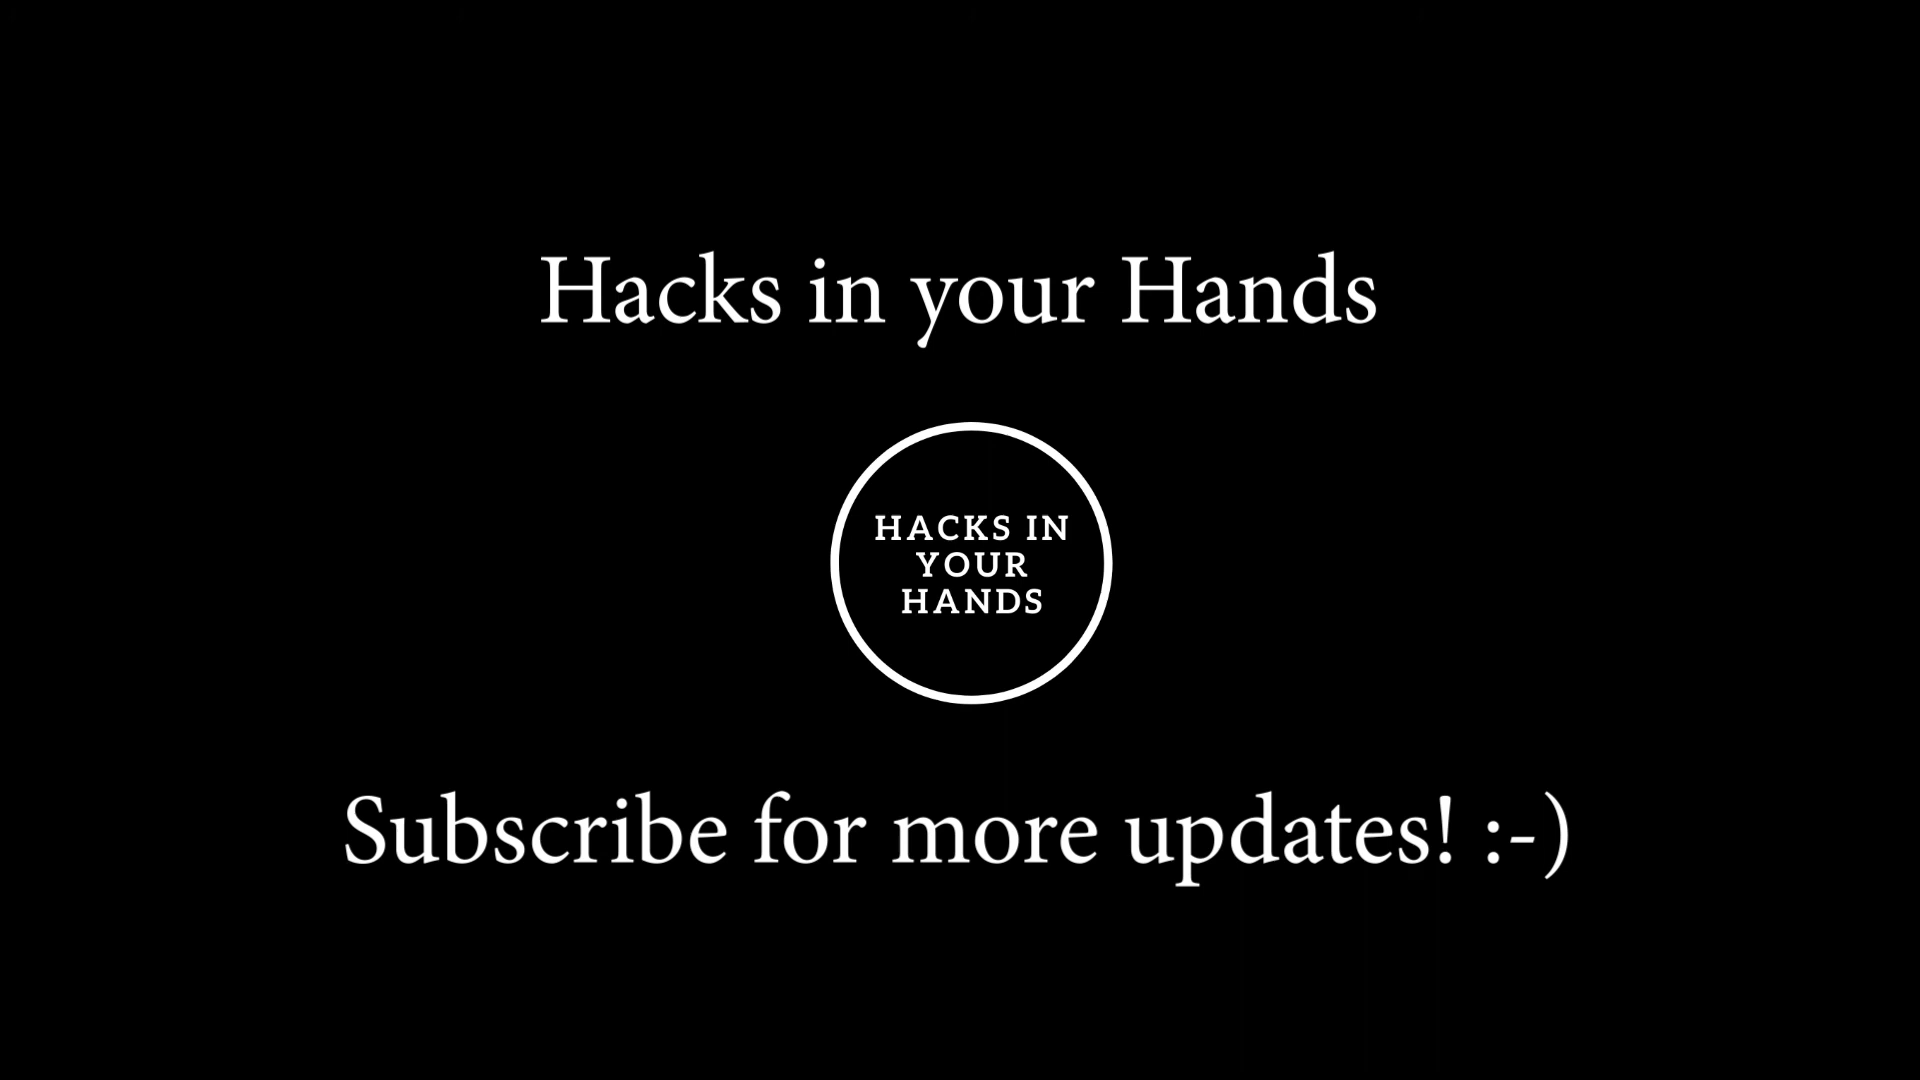 Hacks in your Hands
HACKS IN
YOUR
HANDS
Subscribe for more updates! :-)